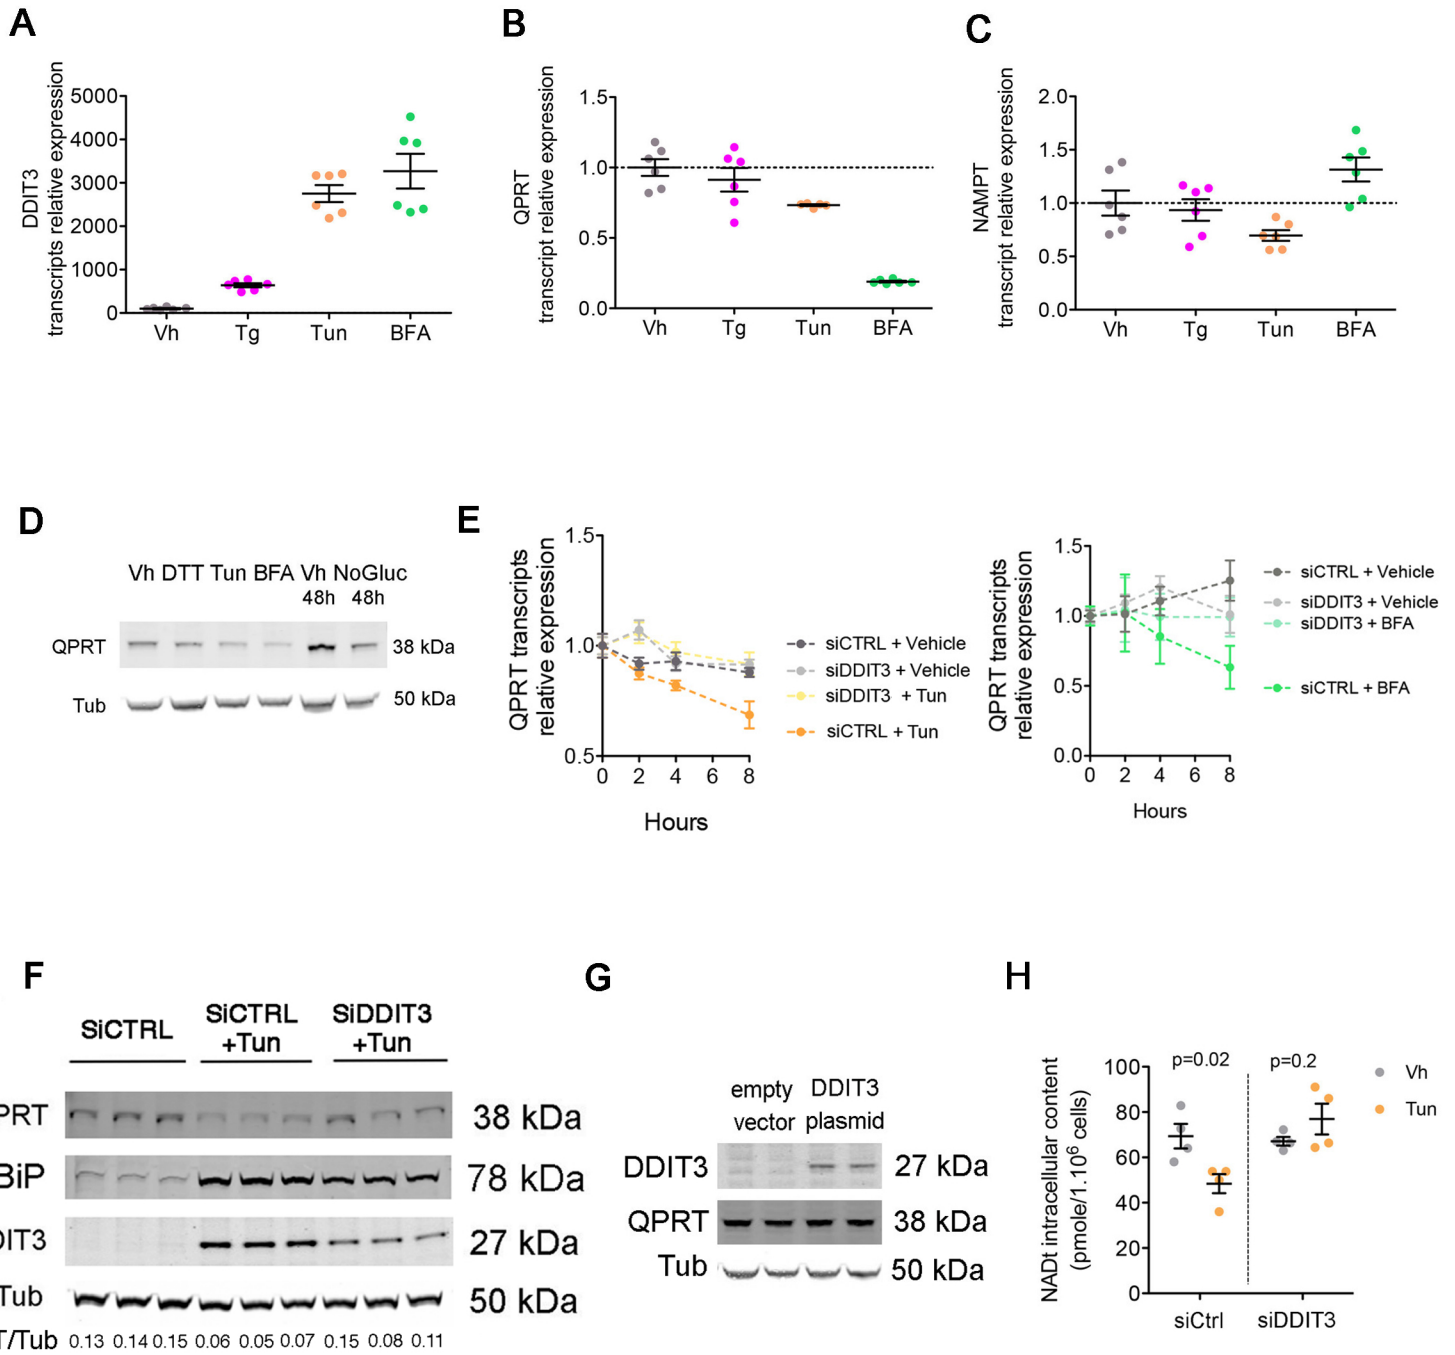 A
DDIT3
transcripts relative expression
5000
4000
3000
2000
1000
0
Vh Tg Tun BFA
B
QPRT
transcript relative expression
1.5
1.0
0.5
0.0
Vh Tg Tun BFA
C
NAMPT
transcript relative expression
2.0
1.5
1.0
0.5
0.0
Vh Tg Tun BFA
D
Vh DTT Tun BFA Vh NoGluc
48h 48h
QPRT 38 kDa
Tub 50 kDa
E
QPRT transcripts
relative expression
1.5
1.0
0.5
0 2 4 6 8
Hours
siCTRL + Vehicle
siDDIT3 + Vehicle
siDDIT3 + Tun
siCTRL + Tun
QPRT transcripts
relative expression
1.5
1.0
0.5
0.0
0 2 4 6 8
Hours
siCTRL + Vehicle
siDDIT3 + Vehicle
siDDIT3 + BFA
siCTRL + BFA
F
SiCTRL
SiCTRL
+Tun
SiDDIT3
+Tun
PRT 38 kDa
BiP 78 kDa
DIT3 27 kDa
Tub 50 kDa
T/Tub 0.13 0.14 0.15 0.06 0.05 0.07 0.15 0.08 0.11
G
empty
vector
DDIT3
plasmid
DDIT3 27 kDa
QPRT 38 kDa
Tub 50 kDa
H
NADt intracellular content
(pmole/1.10⁶ cells)
100
80
60
40
20
0
p=0.02 p=0.2
siCtrl siDDIT3
Vh
Tun